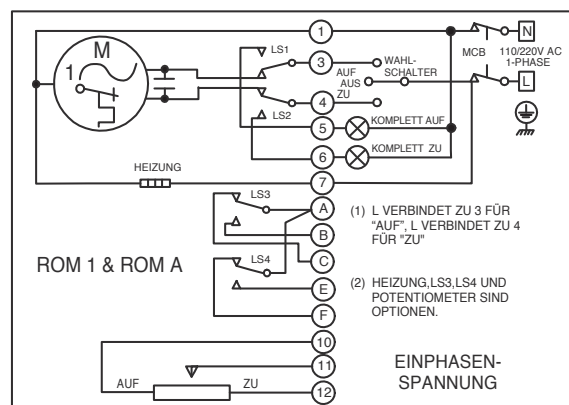 M
1
1
N
LS1
3
WAHL-
SCHALTER
MCB
110/220V AC
1-PHASE
AUF
AUS
ZU
L
4
LS2
5
KOMPLETT AUF
6
KOMPLETT ZU
HEIZUNG
7
LS3
A
B
C
(1) L VERBINDET ZU 3 FÜR
“AUF”, L VERBINDET ZU 4
FÜR "ZU"
LS4
ROM 1 & ROM A
E
F
(2) HEIZUNG,LS3,LS4 UND
POTENTIOMETER SIND
OPTIONEN.
10
11
AUF
ZU
12
EINPHASEN-
SPANNUNG